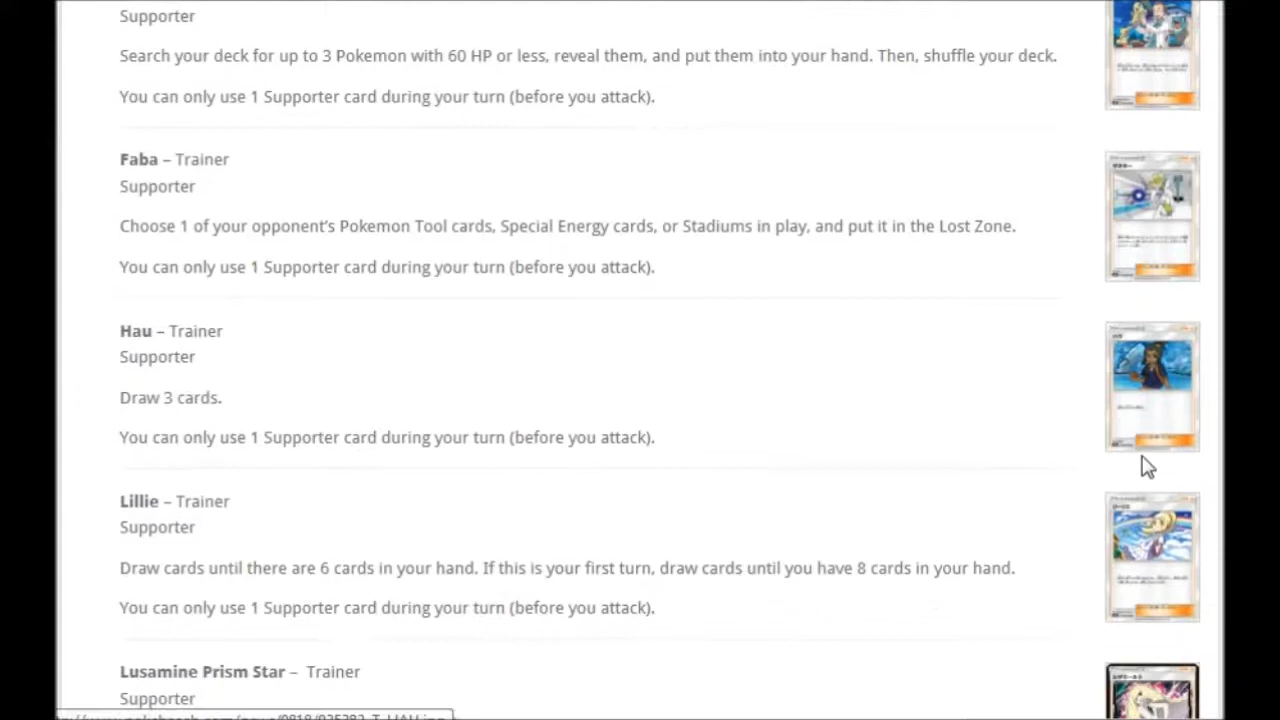 Supporter
Search your deck for up to 3 Pokemon with 60 HP or less, reveal them, and put them into your hand. Then, shuffle your deck.
You can only use 1 Supporter card during your turn (before you attack).
Faba – Trainer
Supporter
Choose 1 of your opponent's Pokemon Tool cards, Special Energy cards, or Stadiums in play, and put it in the Lost Zone.
You can only use 1 Supporter card during your turn (before you attack).
Hau – Trainer
Supporter
Draw 3 cards.
You can only use 1 Supporter card during your turn (before you attack).
Lillie – Trainer
Supporter
Draw cards until there are 6 cards in your hand. If this is your first turn, draw cards until you have 8 cards in your hand.
You can only use 1 Supporter card during your turn (before you attack).
Lusamine Prism Star – Trainer
Supporter